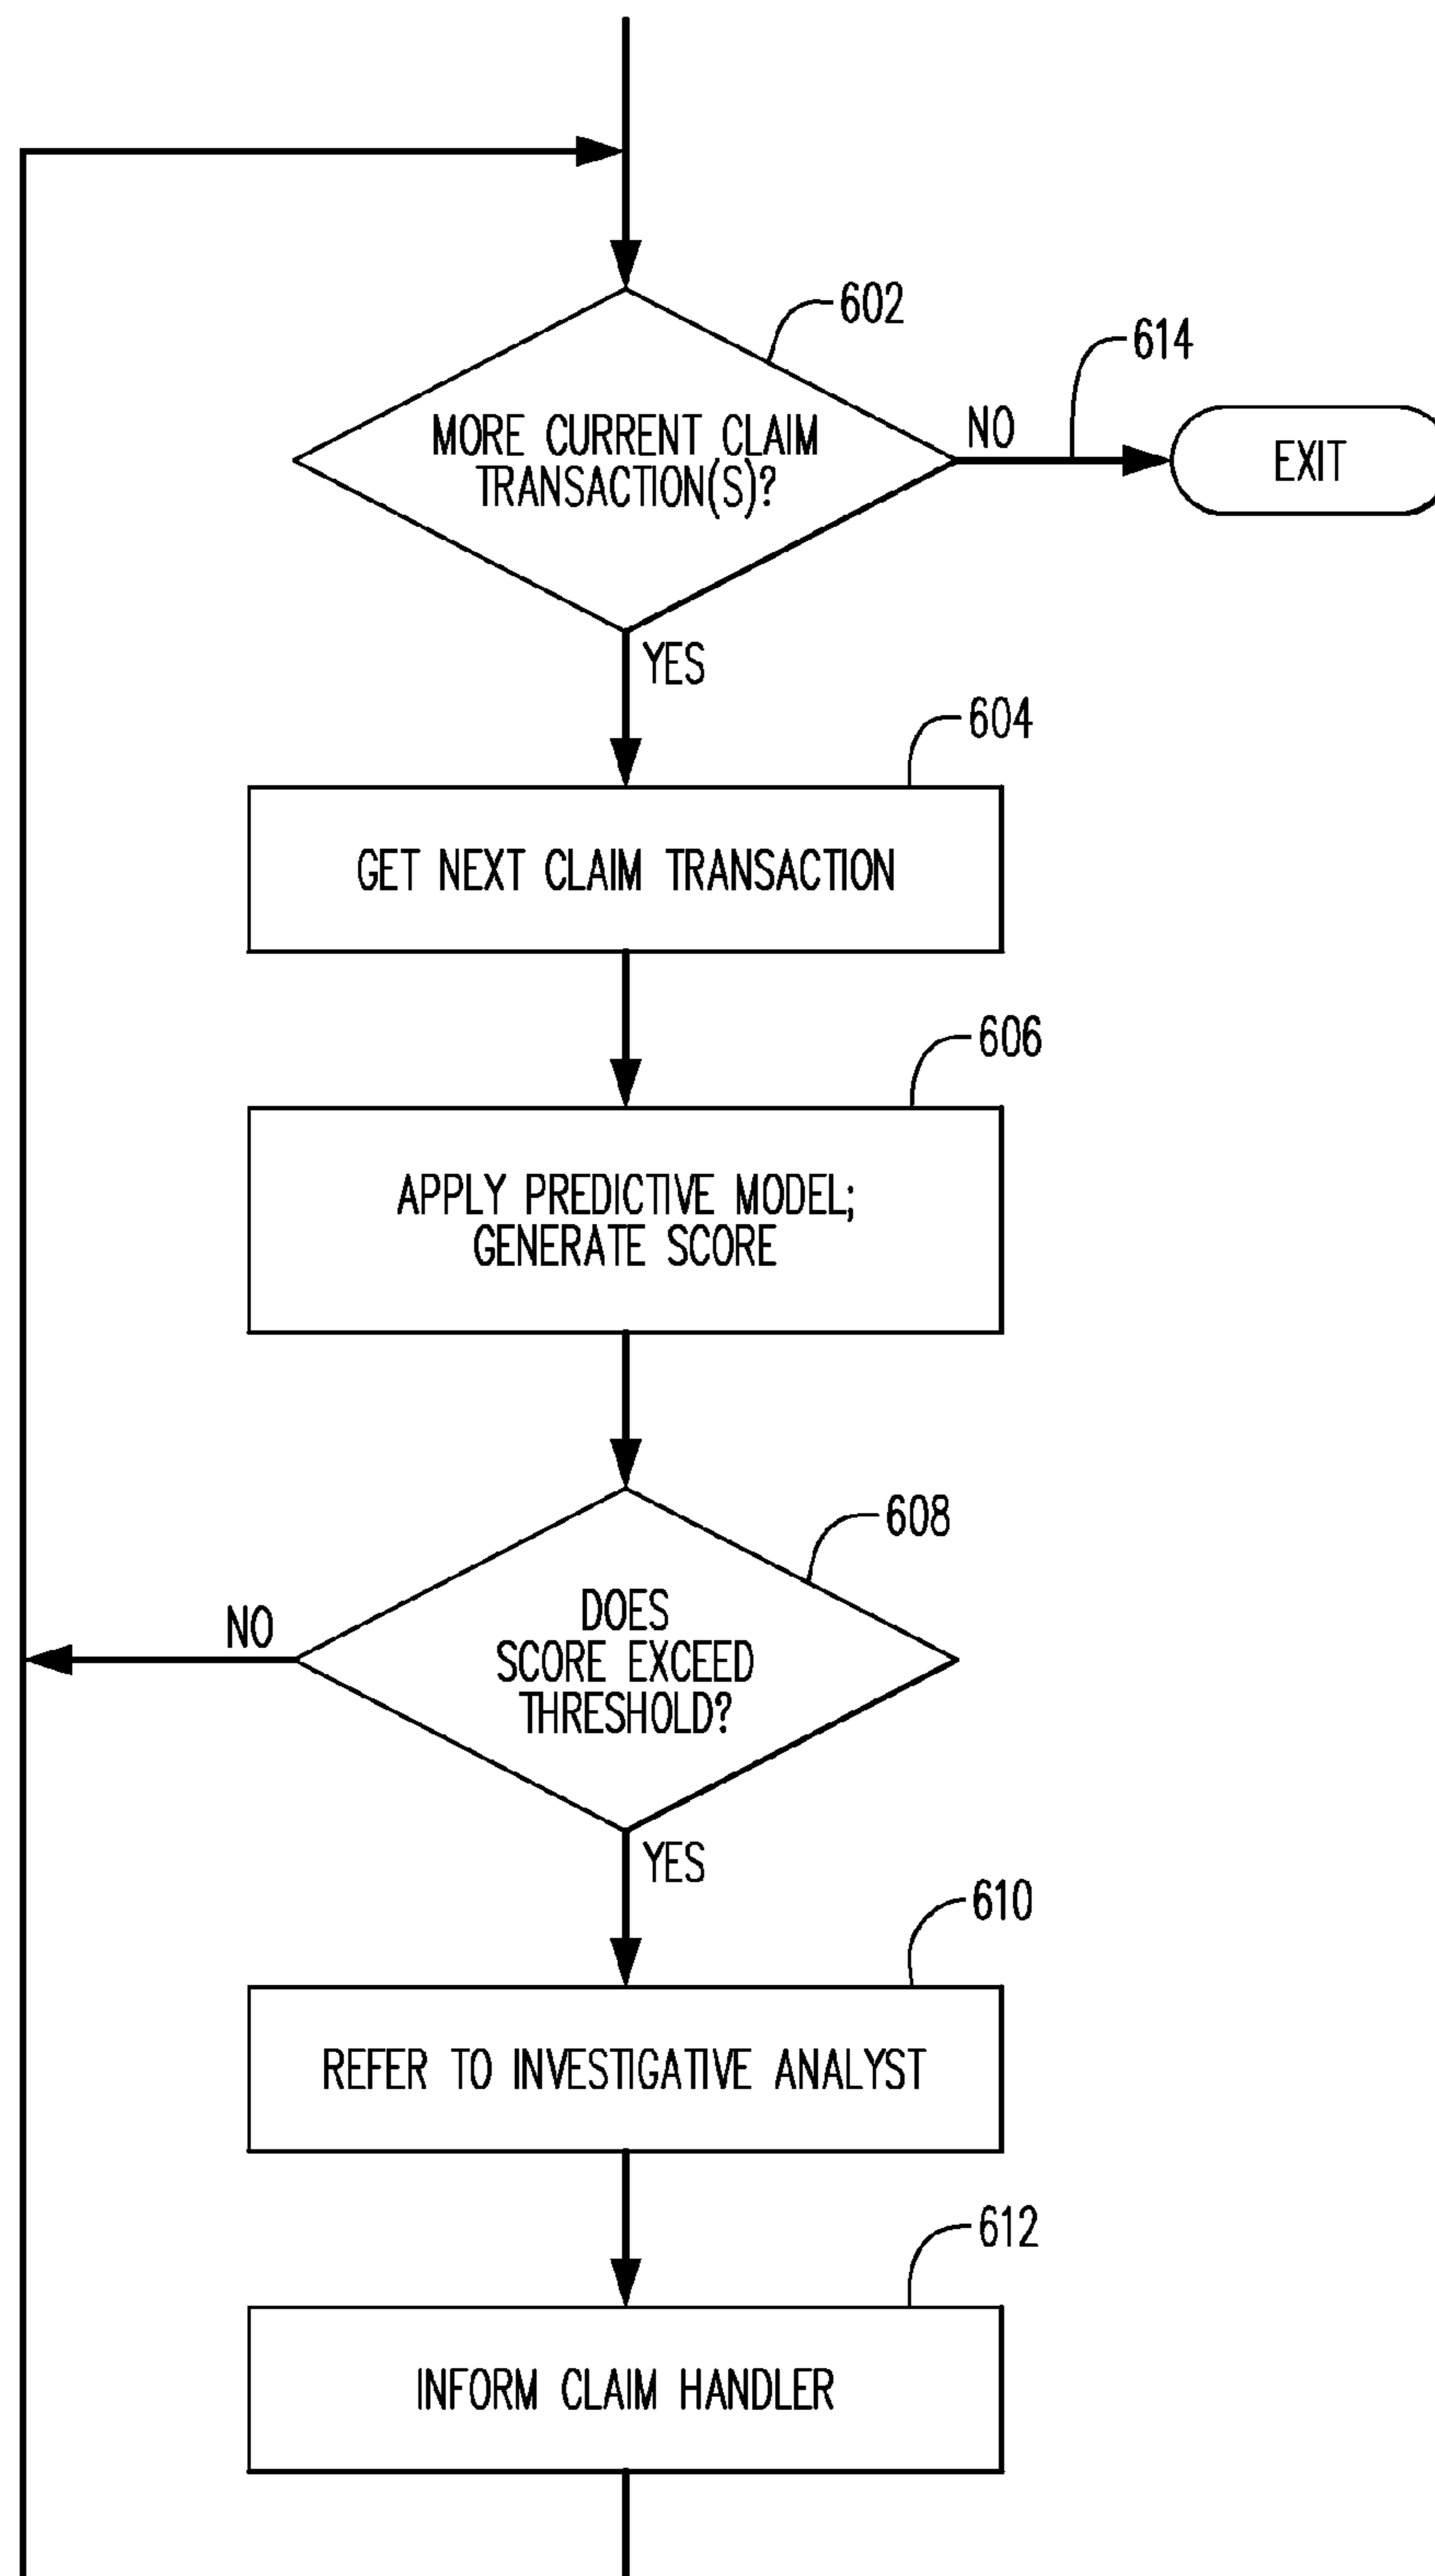 602
614
MORE CURRENT CLAIM
TRANSACTION(S)?
NO
EXIT
YES
604
GET NEXT CLAIM TRANSACTION
606
APPLY PREDICTIVE MODEL;
GENERATE SCORE
608
DOES
SCORE EXCEED
THRESHOLD?
NO
YES
610
REFER TO INVESTIGATIVE ANALYST
612
INFORM CLAIM HANDLER